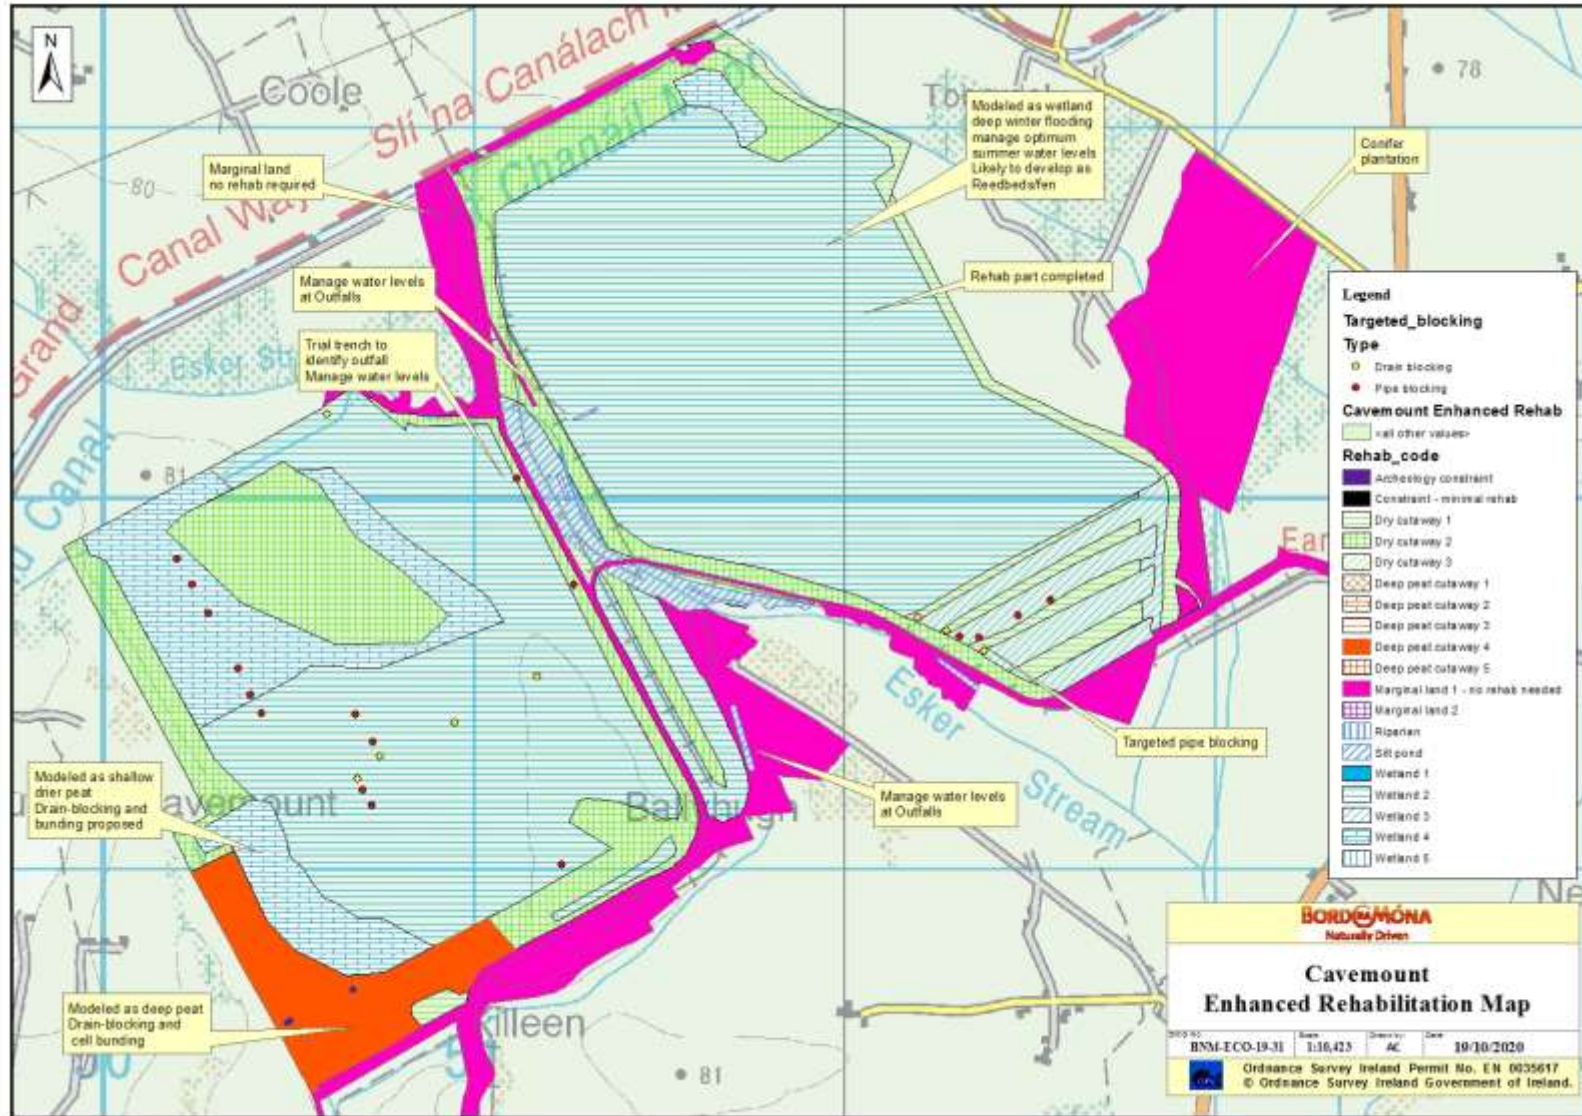 N
Coole
Slí na Canálach
Chanáil
78
80
Marginal land
no rehab required
Modeled as wetland
deep winter flooding
manage optimum
summer water levels
Likely to develop as
Reedbeds/fen
Conifer
plantation
Grand Canal Way
Manage water levels
at Outfalls
Rehab part completed
Trial trench to
identify outfall
Manage water levels
Esker
81
Canal
Esker
Stream
Targeted pipe blocking
Modeled as shallow
drier peat
Drain-blocking and
bunding proposed
avemount
Manage water levels
at Outfalls
Modeled as deep peat
Drain-blocking and
cell bunding
killeen
81
Legend
Targeted_blocking
Type
Drain blocking
Pipe blocking
Cavemount Enhanced Rehab
<all other values>
Rehab_code
Archeology constraint
Constraint - minimal rehab
Dry cutaway 1
Dry cutaway 2
Dry cutaway 3
Deep peat cutaway 1
Deep peat cutaway 2
Deep peat cutaway 3
Deep peat cutaway 4
Deep peat cutaway 5
Marginal land 1 - no rehab needed
Marginal land 2
Riparian
Silt pond
Wetland 1
Wetland 2
Wetland 3
Wetland 4
Wetland 5
BORD NA MÓNA
Naturally Driven
Cavemount
Enhanced Rehabilitation Map
BNM-ECO-19-31
Scale:
1:10,423
Drawn by:
AC
Date:
19/10/2020
Ordnance Survey Ireland Permit No. EN 0035617
© Ordnance Survey Ireland Government of Ireland.